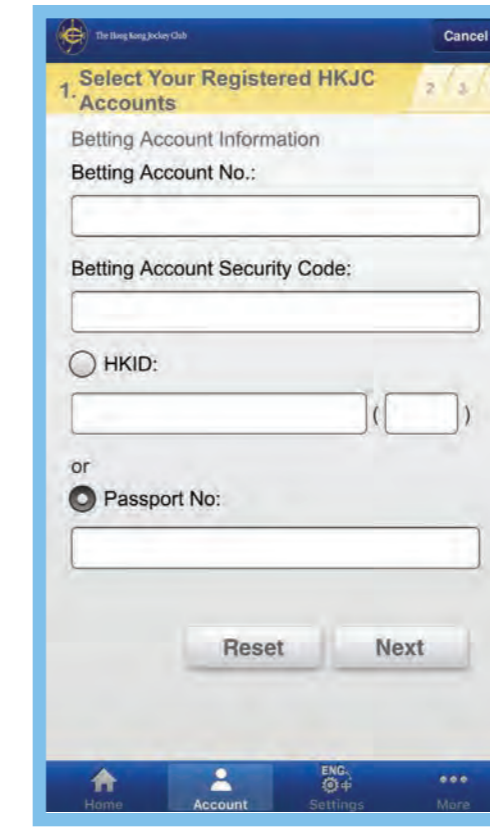 The Hong Kong Jockey Club
Cancel
1. Select Your Registered HKJC
Accounts
2 3
Betting Account Information
Betting Account No.:
Betting Account Security Code:
HKID:
( )
or
Passport No:
Reset Next
ENG.
Home Account Settings More